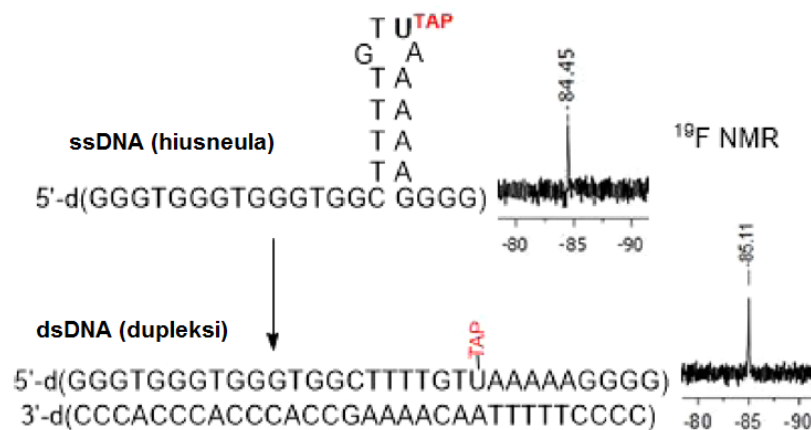 T U^TAP
G A
T A
T A
T A
T A
5'-d(GGGTGGGTGGGTGGC GGGG)
ssDNA (hiusneula)
-84.45
¹⁹F NMR
-80 -85 -90
dsDNA (dupleksi)
TAP
5'-d(GGGTGGGTGGGTGGCTTTTGTUAAAAAGGGG)
3'-d(CCCACCCACCCACCGAAAACAATTTTTCCCC)
-85.11
-80 -85 -90